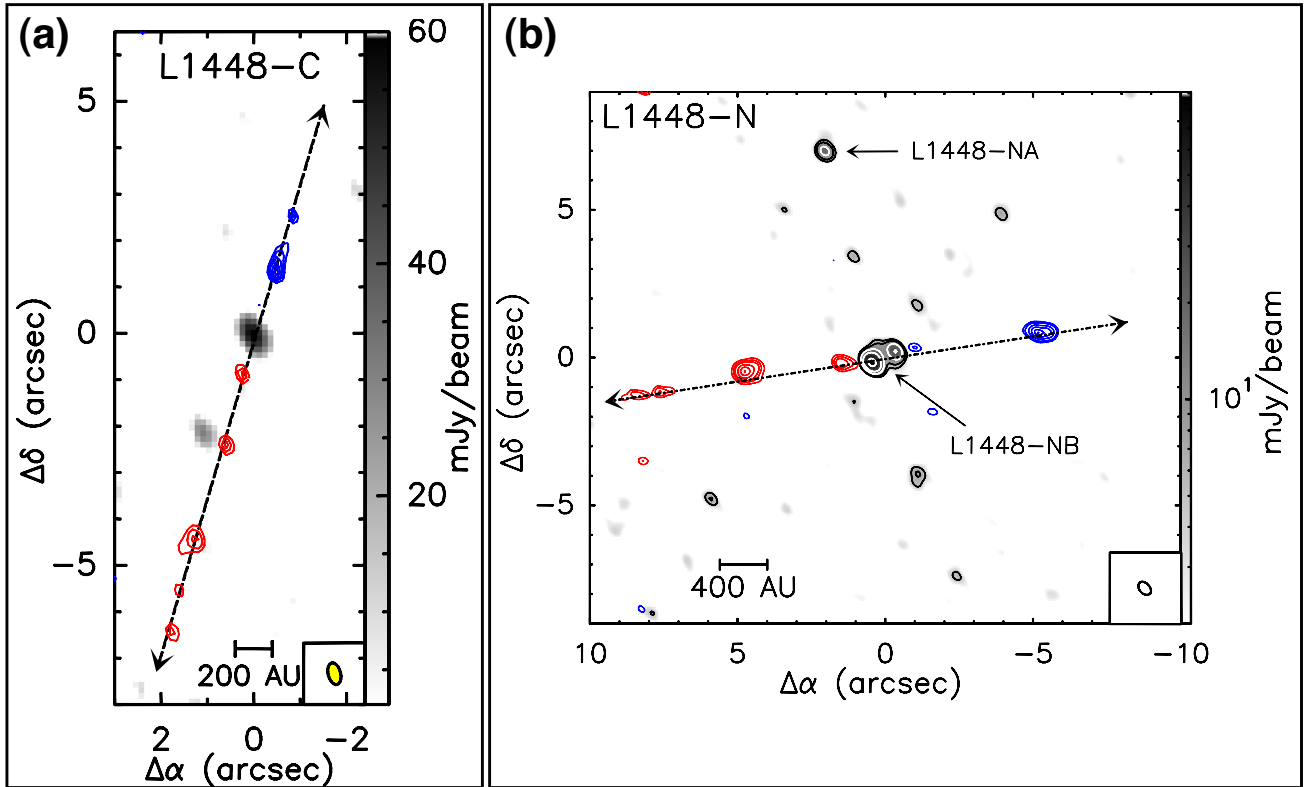 (a)
L1448-C
5
0
-5
Δδ (arcsec)
2 0 -2
Δα (arcsec)
200 AU
60
40
20
mJy/beam
(b)
L1448-N
L1448-NA
L1448-NB
5
0
-5
Δδ (arcsec)
400 AU
10 5 0 -5 -10
Δα (arcsec)
10¹
mJy/beam